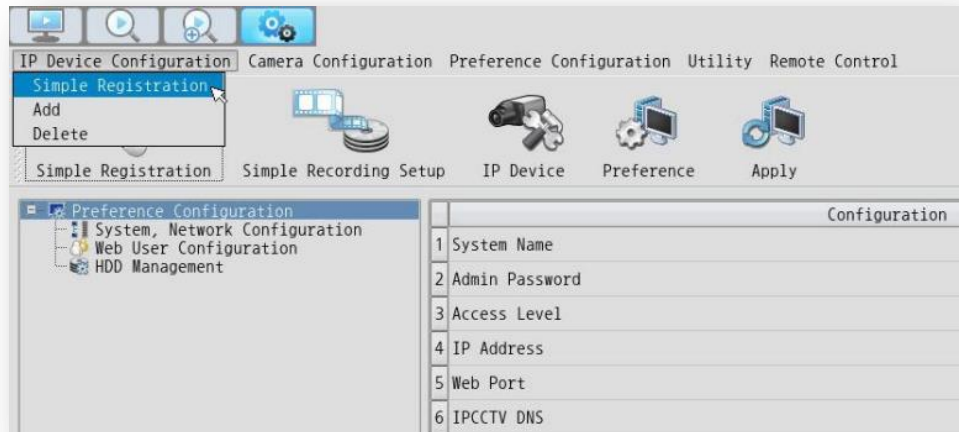 IP Device Configuration Camera Configuration Preference Configuration Utility Remote Control
Simple Registration
Add
Delete
Simple Registration Simple Recording Setup IP Device Preference Apply
Preference Configuration
System, Network Configuration
Web User Configuration
HDD Management
Configuration
1 System Name
2 Admin Password
3 Access Level
4 IP Address
5 Web Port
6 IPCCTV DNS